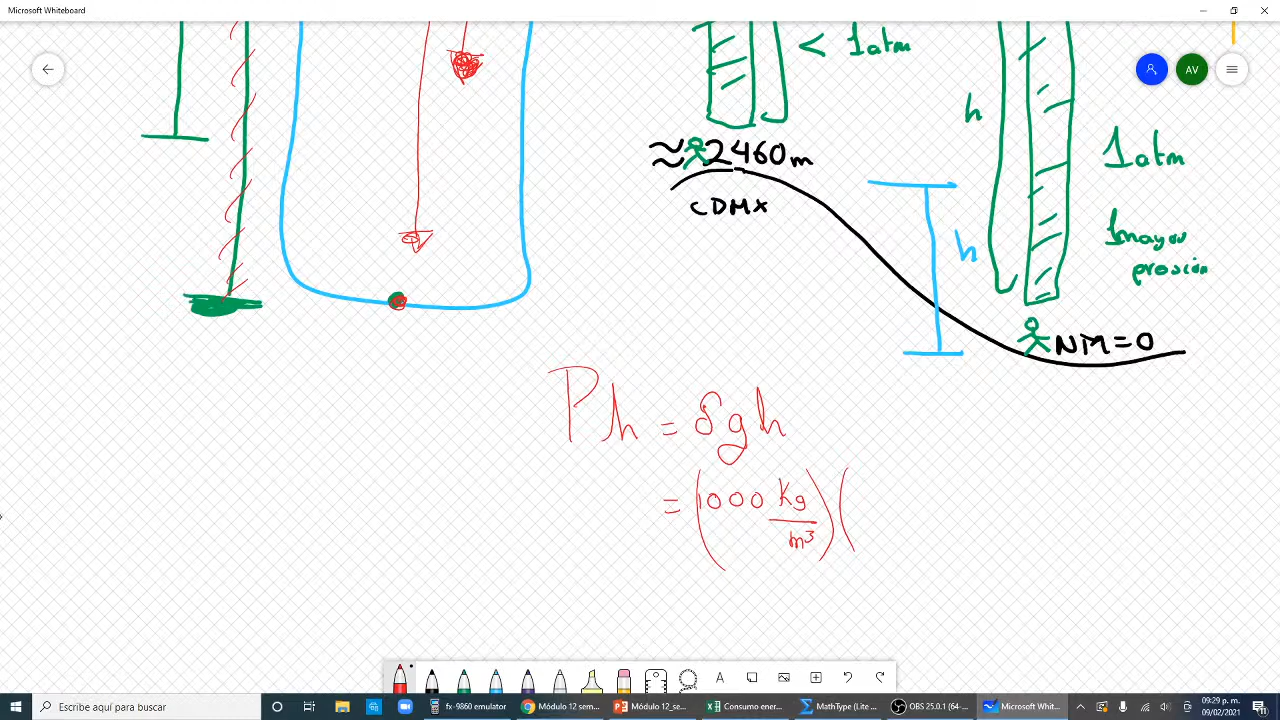 Microsoft Whiteboard
AV
< 1atm
h
1atm
≈ 2460m
CDMX
h
1mayor
presión
NM=0
Ph = δgh
= (1000 Kg/m³)(
A
Escribe aquí para buscar
fx-9860 emulator
Módulo 12 sem...
Módulo 12_se...
Consumo ener...
MathType (Lite ...
OBS 25.0.1 (64-...
Microsoft Whit...
09:29 p. m.
09/02/2021